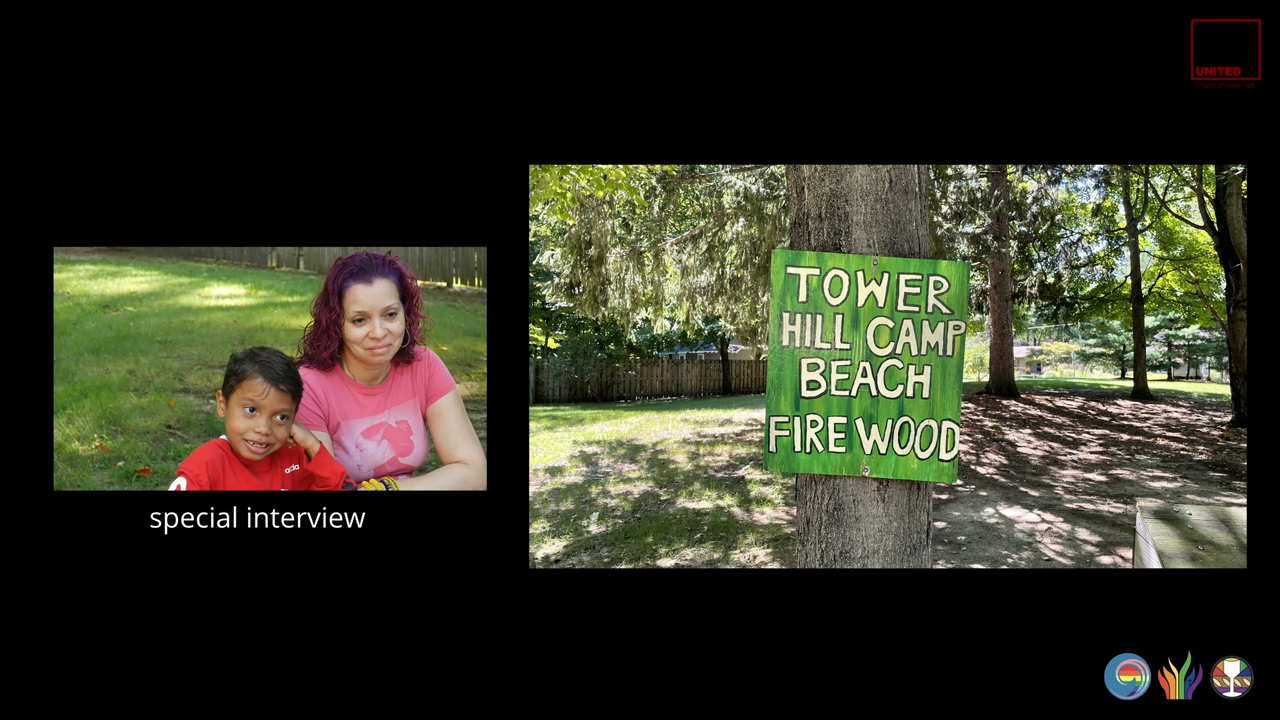 UNITED
TOWER
HILL CAMP
BEACH
FIRE WOOD
special interview